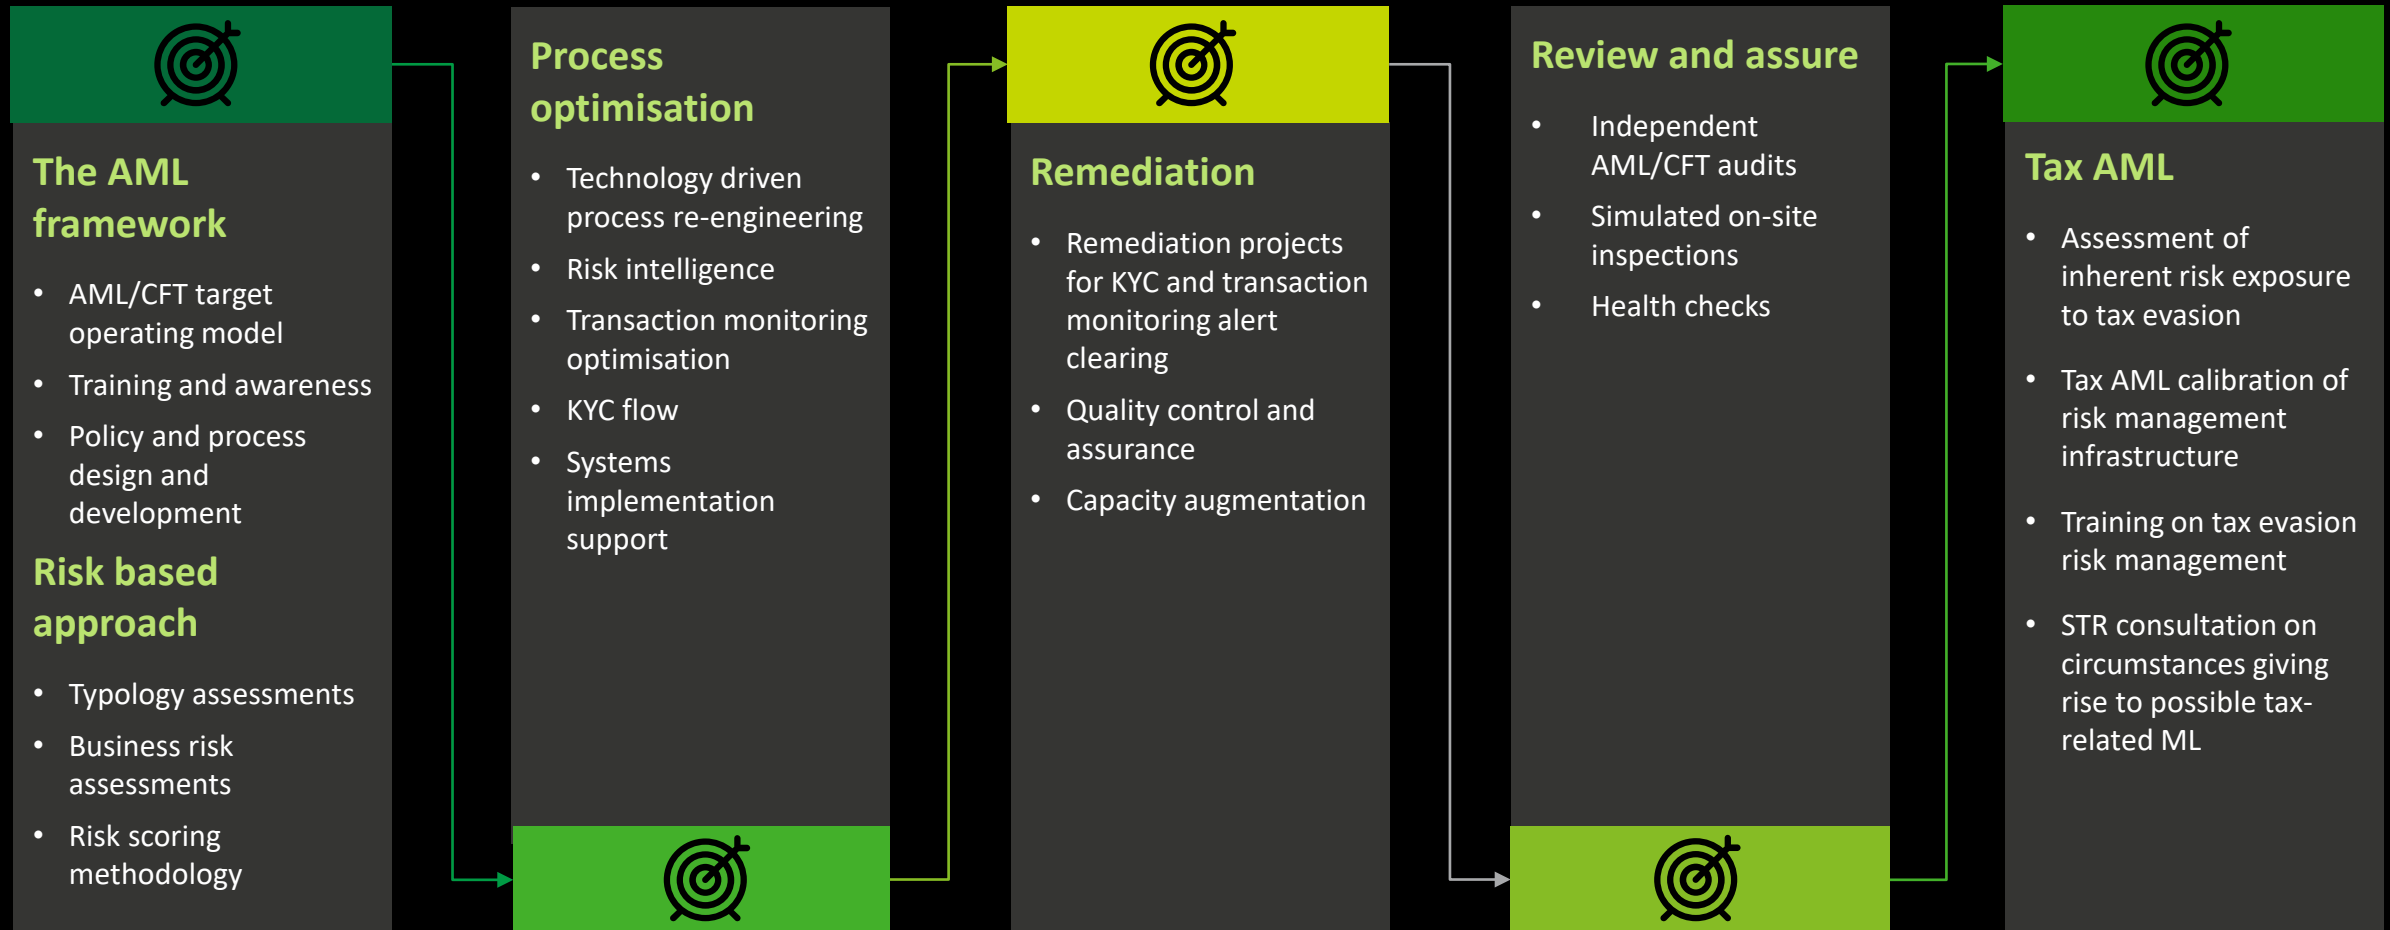 The AML
framework
• AML/CFT target
operating model
• Training and awareness
• Policy and process
design and
development
Risk based
approach
• Typology assessments
• Business risk
assessments
• Risk scoring
methodology
Process
optimisation
• Technology driven
process re-engineering
• Risk intelligence
• Transaction monitoring
optimisation
• KYC flow
• Systems
implementation
support
Remediation
• Remediation projects
for KYC and transaction
monitoring alert
clearing
• Quality control and
assurance
• Capacity augmentation
Review and assure
• Independent
AML/CFT audits
• Simulated on-site
inspections
• Health checks
Tax AML
• Assessment of
inherent risk exposure
to tax evasion
• Tax AML calibration of
risk management
infrastructure
• Training on tax evasion
risk management
• STR consultation on
circumstances giving
rise to possible tax-
related ML